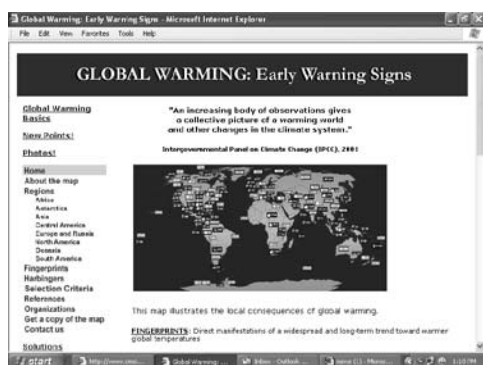 Global Warming: Early Warning Signs - Microsoft Internet Explorer
File Edit View Favorites Tools Help
GLOBAL WARMING: Early Warning Signs
Global Warming
Basics
New Points!
Photos!
Home
About the map
Regions
Africa
Antarctica
Asia
Central America
Europe and Russia
North America
Oceania
South America
Fingerprints
Harbingers
Selection Criteria
References
Organizations
Get a copy of the map
Contact us
Solutions
"An increasing body of observations gives
a collective picture of a warming world
and other changes in the climate system."
Intergovernmental Panel on Climate Change (IPCC), 2001
This map illustrates the local consequences of global warming.
FINGERPRINTS: Direct manifestations of a widespread and long-term trend toward warmer
global temperatures
start
Global Warming: ...
Inbox - Outlook ...
1:10 PM